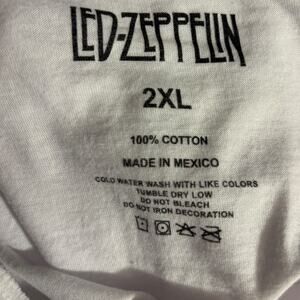 LED-ZEPPELIN
2XL
100% COTTON
MADE IN MEXICO
COLD WATER WASH WITH LIKE COLORS
TUMBLE DRY LOW
DO NOT BLEACH
DO NOT IRON DECORATION